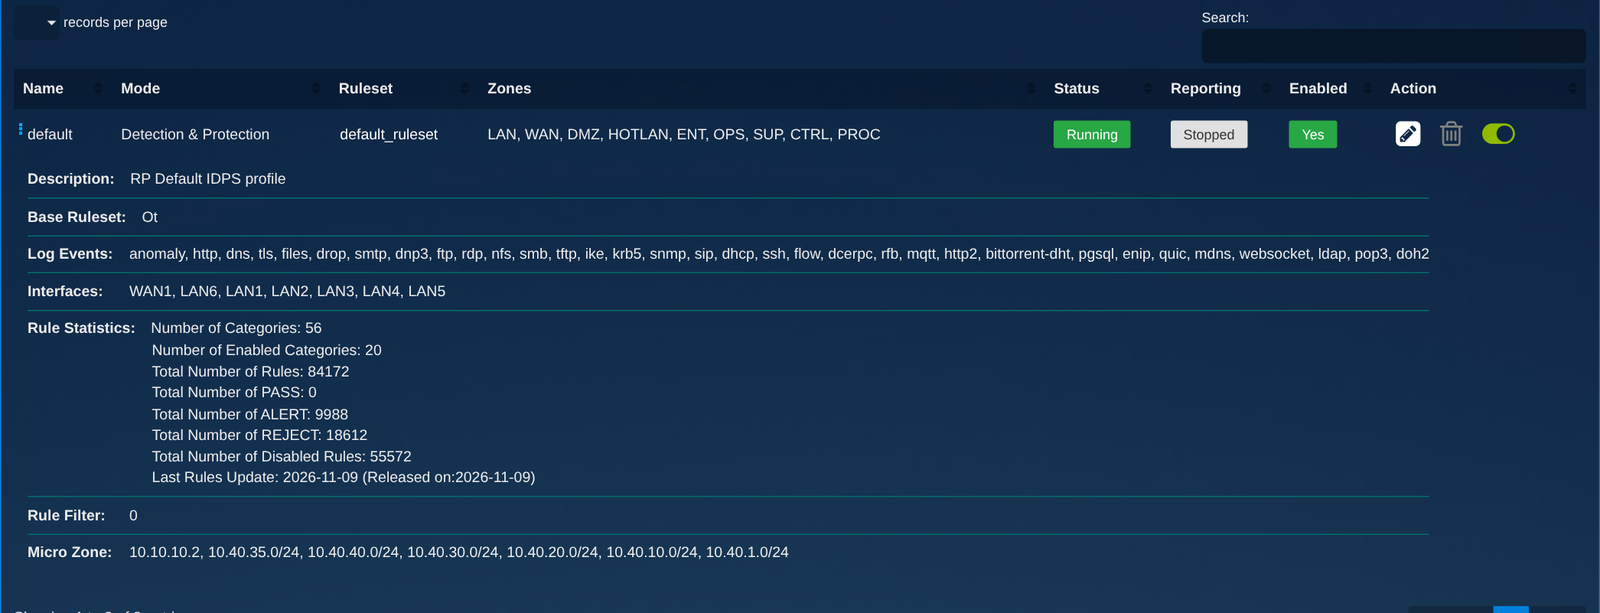 records per page
Search:
Name Mode Ruleset Zones Status Reporting Enabled Action
default Detection & Protection default_ruleset LAN, WAN, DMZ, HOTLAN, ENT, OPS, SUP, CTRL, PROC Running Stopped Yes
Description: RP Default IDPS profile
Base Ruleset: Ot
Log Events: anomaly, http, dns, tls, files, drop, smtp, dnp3, ftp, rdp, nfs, smb, tftp, ike, krb5, snmp, sip, dhcp, ssh, flow, dcerpc, rfb, mqtt, http2, bittorrent-dht, pgsql, enip, quic, mdns, websocket, ldap, pop3, doh2
Interfaces: WAN1, LAN6, LAN1, LAN2, LAN3, LAN4, LAN5
Rule Statistics: Number of Categories: 56
Number of Enabled Categories: 20
Total Number of Rules: 84172
Total Number of PASS: 0
Total Number of ALERT: 9988
Total Number of REJECT: 18612
Total Number of Disabled Rules: 55572
Last Rules Update: 2026-11-09 (Released on:2026-11-09)
Rule Filter: 0
Micro Zone: 10.10.10.2, 10.40.35.0/24, 10.40.40.0/24, 10.40.30.0/24, 10.40.20.0/24, 10.40.10.0/24, 10.40.1.0/24